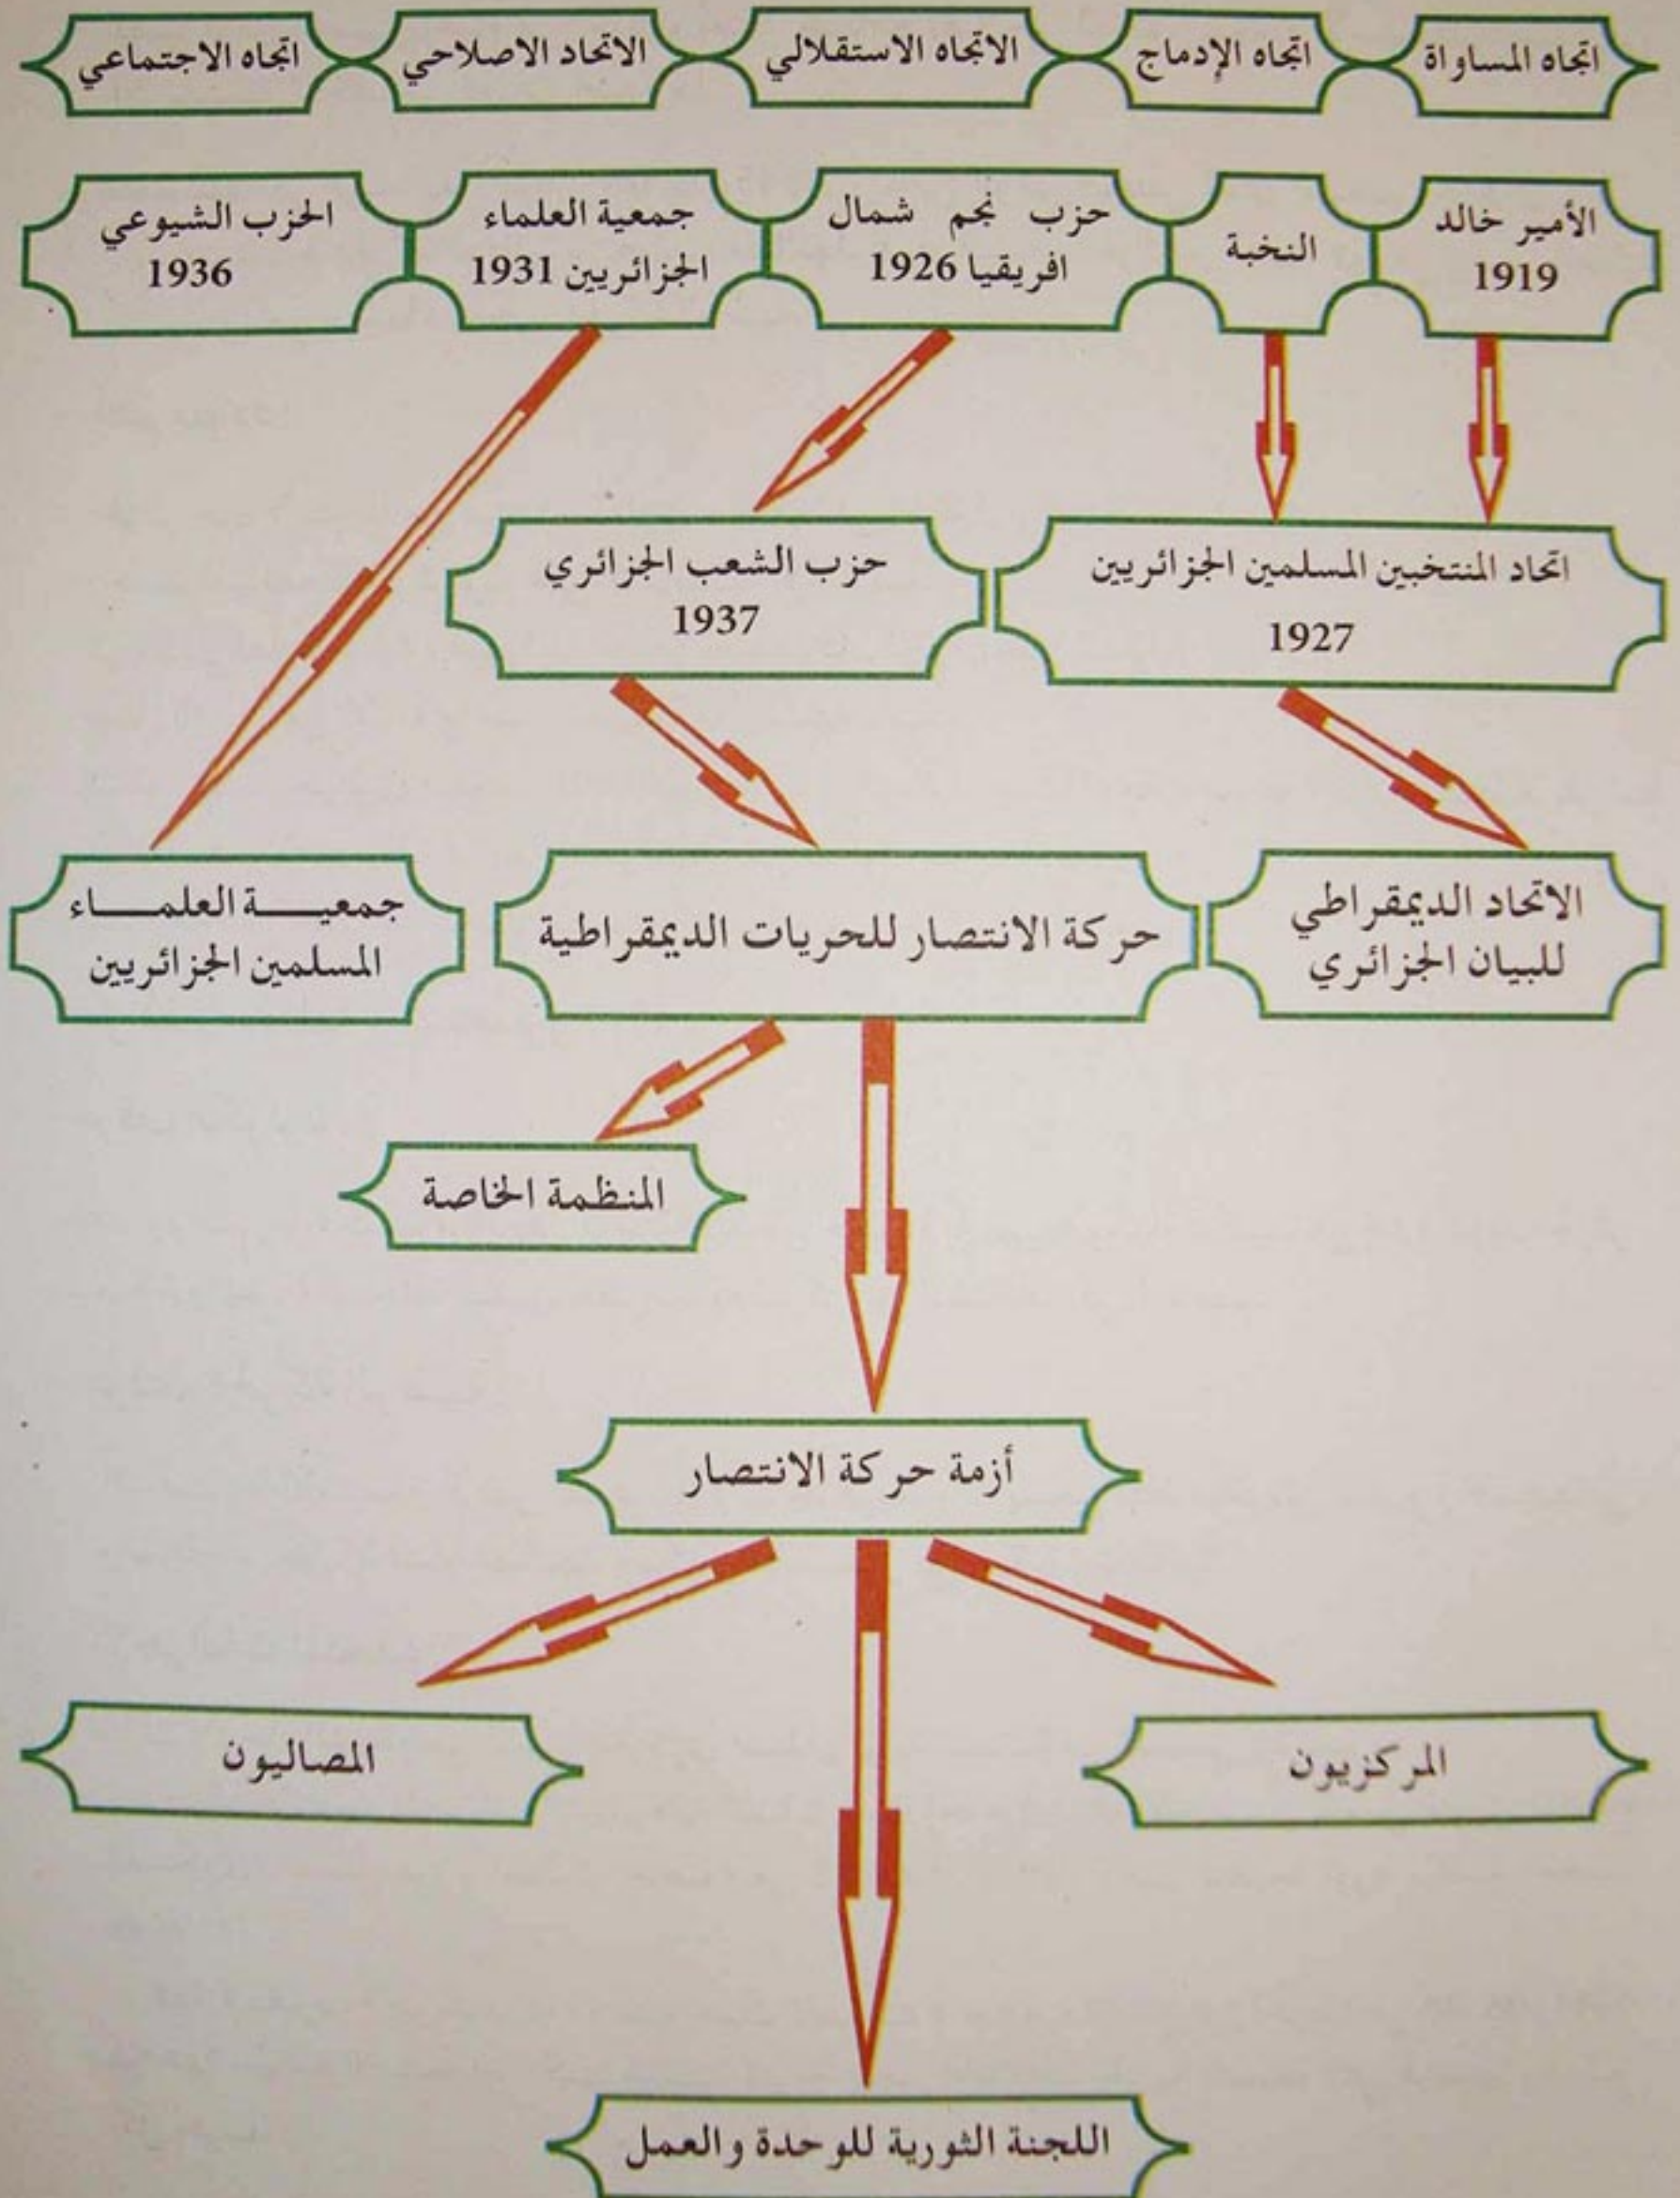 اتجاه المساواة
اتجاه الإدماج
الاتجاه الاستقلالي
الاتحاد الاصلاحي
اتجاه الاجتماعي
الأمير خالد
1919
النخبة
حزب نجم شمال
افريقيا 1926
جمعية العلماء
الجزائريين 1931
الحزب الشيوعي
1936
اتحاد المنتخبين المسلمين الجزائريين
1927
حزب الشعب الجزائري
1937
الاتحاد الديمقراطي
للبيان الجزائري
حركة الانتصار للحريات الديمقراطية
جمعيـــة العلمـــاء
المسلمين الجزائريين
المنظمة الخاصة
أزمة حركة الانتصار
المركزيون
المصاليون
اللجنة الثورية للوحدة والعمل